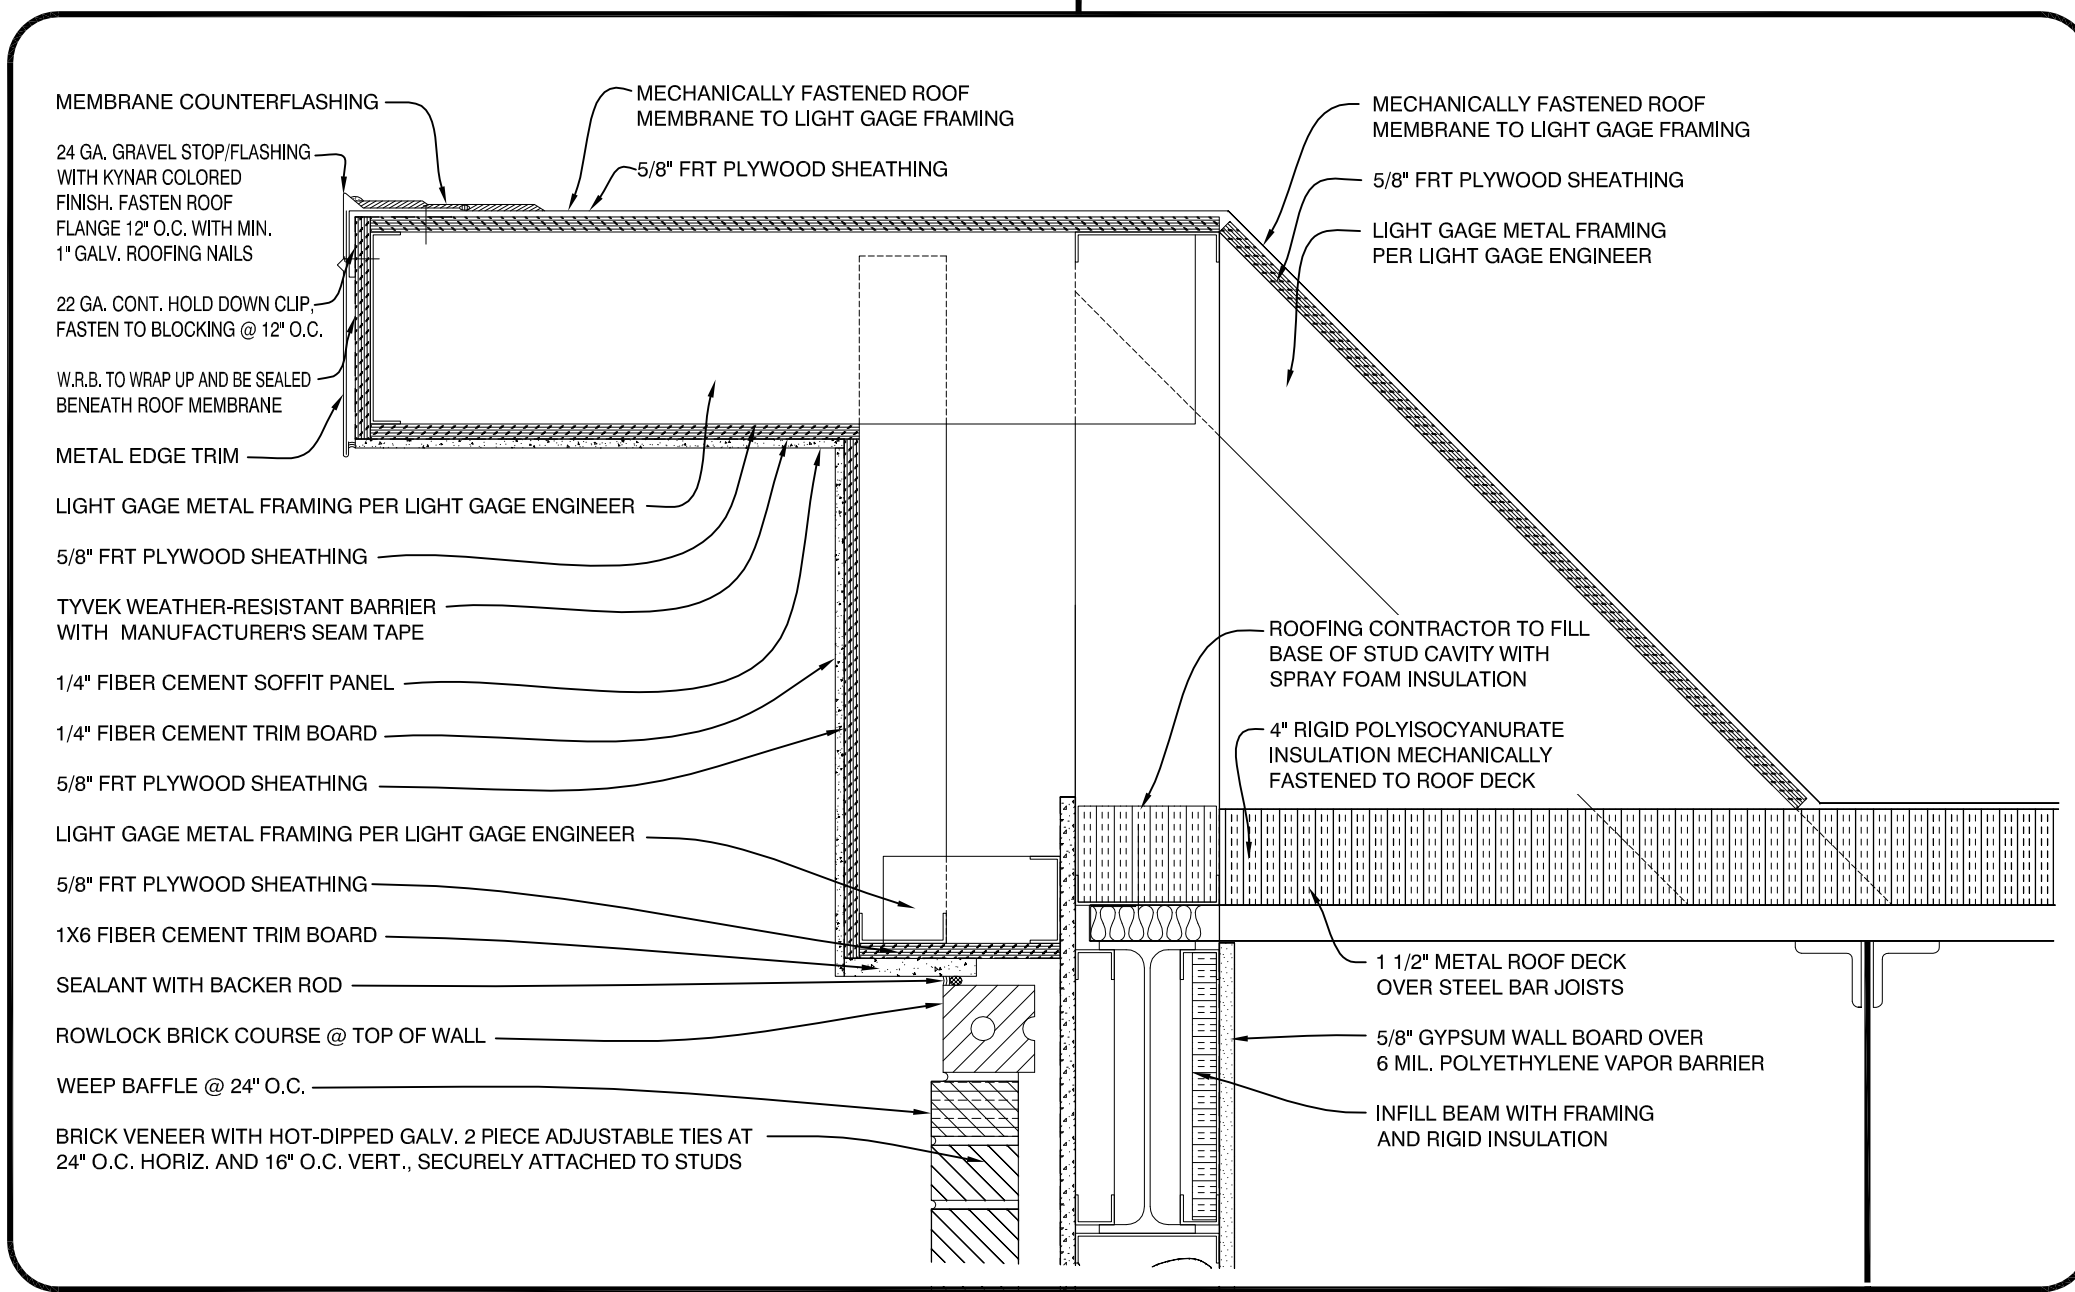 MEMBRANE COUNTERFLASHING
24 GA. GRAVEL STOP/FLASHING
WITH KYNAR COLORED
FINISH. FASTEN ROOF
FLANGE 12" O.C. WITH MIN.
1" GALV. ROOFING NAILS
22 GA. CONT. HOLD DOWN CLIP,
FASTEN TO BLOCKING @ 12" O.C.
W.R.B. TO WRAP UP AND BE SEALED
BENEATH ROOF MEMBRANE
METAL EDGE TRIM
LIGHT GAGE METAL FRAMING PER LIGHT GAGE ENGINEER
5/8" FRT PLYWOOD SHEATHING
TYVEK WEATHER-RESISTANT BARRIER
WITH MANUFACTURER'S SEAM TAPE
1/4" FIBER CEMENT SOFFIT PANEL
1/4" FIBER CEMENT TRIM BOARD
5/8" FRT PLYWOOD SHEATHING
LIGHT GAGE METAL FRAMING PER LIGHT GAGE ENGINEER
5/8" FRT PLYWOOD SHEATHING
1X6 FIBER CEMENT TRIM BOARD
SEALANT WITH BACKER ROD
ROWLOCK BRICK COURSE @ TOP OF WALL
WEEP BAFFLE @ 24" O.C.
BRICK VENEER WITH HOT-DIPPED GALV. 2 PIECE ADJUSTABLE TIES AT
24" O.C. HORIZ. AND 16" O.C. VERT., SECURELY ATTACHED TO STUDS
MECHANICALLY FASTENED ROOF
MEMBRANE TO LIGHT GAGE FRAMING
5/8" FRT PLYWOOD SHEATHING
MECHANICALLY FASTENED ROOF
MEMBRANE TO LIGHT GAGE FRAMING
5/8" FRT PLYWOOD SHEATHING
LIGHT GAGE METAL FRAMING
PER LIGHT GAGE ENGINEER
ROOFING CONTRACTOR TO FILL
BASE OF STUD CAVITY WITH
SPRAY FOAM INSULATION
4" RIGID POLYISOCYANURATE
INSULATION MECHANICALLY
FASTENED TO ROOF DECK
1 1/2" METAL ROOF DECK
OVER STEEL BAR JOISTS
5/8" GYPSUM WALL BOARD OVER
6 MIL. POLYETHYLENE VAPOR BARRIER
INFILL BEAM WITH FRAMING
AND RIGID INSULATION